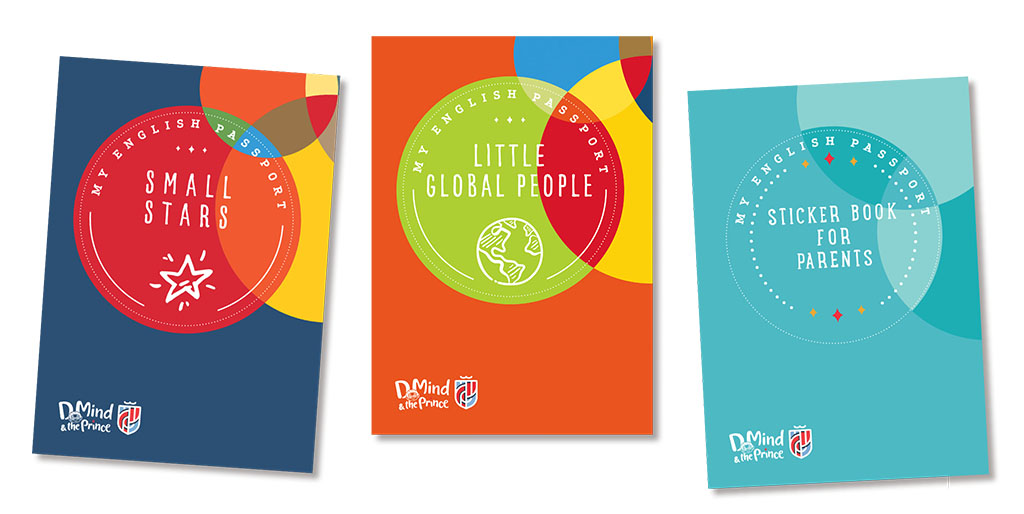 MY ENGLISH PASSPORT
SMALL
STARS
D Mind
& the Prince
MY ENGLISH PASSPORT
LITTLE
GLOBAL PEOPLE
D Mind
& the Prince
MY ENGLISH PASSPORT
STICKER BOOK
FOR
PARENTS
D Mind
& the Prince